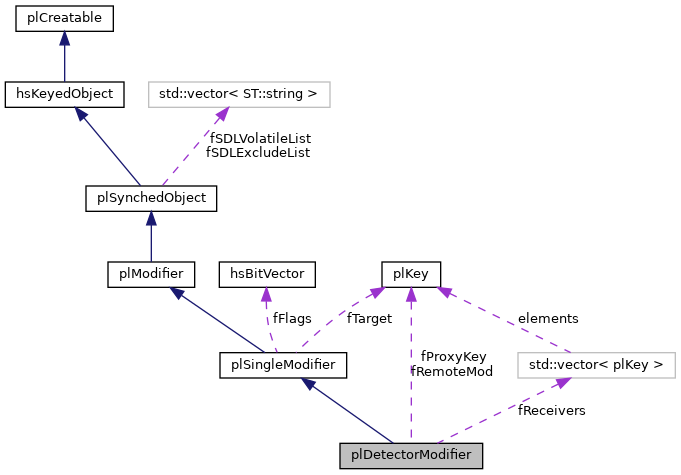 plCreatable
hsKeyedObject
std::vector< ST::string >
fSDLVolatileList
fSDLExcludeList
plSynchedObject
plModifier
hsBitVector
plKey
fFlags
fTarget
elements
fProxyKey
fRemoteMod
plSingleModifier
std::vector< plKey >
fReceivers
plDetectorModifier